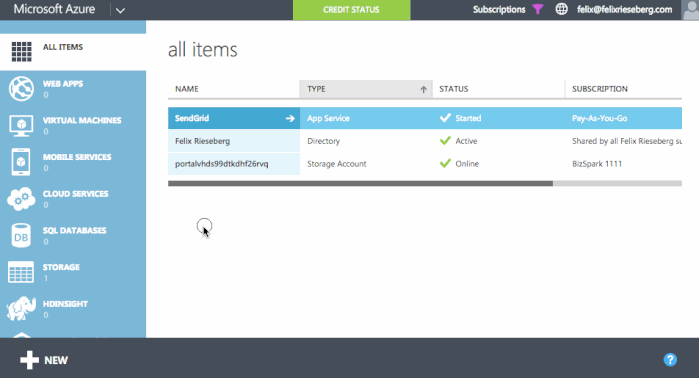 Microsoft Azure
CREDIT STATUS
Subscriptions
felix@felixrieseberg.com
ALL ITEMS
WEB APPS
0
VIRTUAL MACHINES
0
MOBILE SERVICES
0
CLOUD SERVICES
0
DB
SQL DATABASES
0
STORAGE
1
HDINSIGHT
0
all items
NAME TYPE STATUS SUBSCRIPTION
SendGrid App Service Started Pay-As-You-Go
Felix Rieseberg Directory Active Shared by all Felix Rieseberg su
portalvhds99dtkdhf26rvq Storage Account Online BizSpark 1111
NEW
?